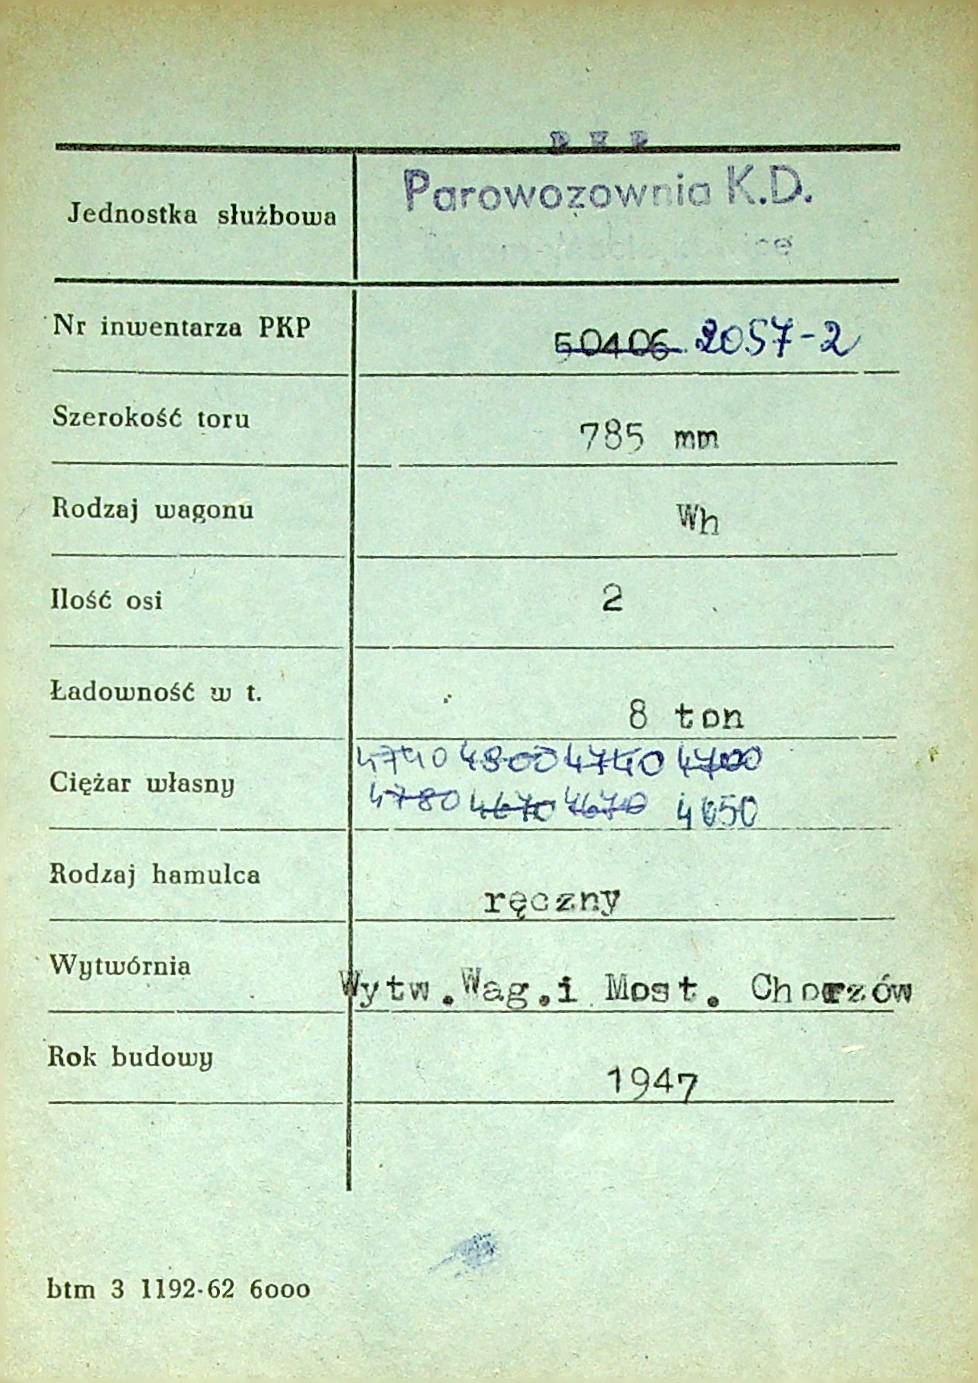 P K P
Jednostka służbowa Parowozownia K.D.
Nr inwentarza PKP 50406 2057-2
Szerokość toru 785 mm
Rodzaj wagonu Wh
Ilość osi 2
Ładowność w t. 8 ton
4740 4800 4740 4700
Ciężar własny 4780 4670 4670 4650
Rodzaj hamulca ręczny
Wytwórnia Wytw.Wag.i Most. Chorzów
Rok budowy 1947
btm 3 1192-62 6000